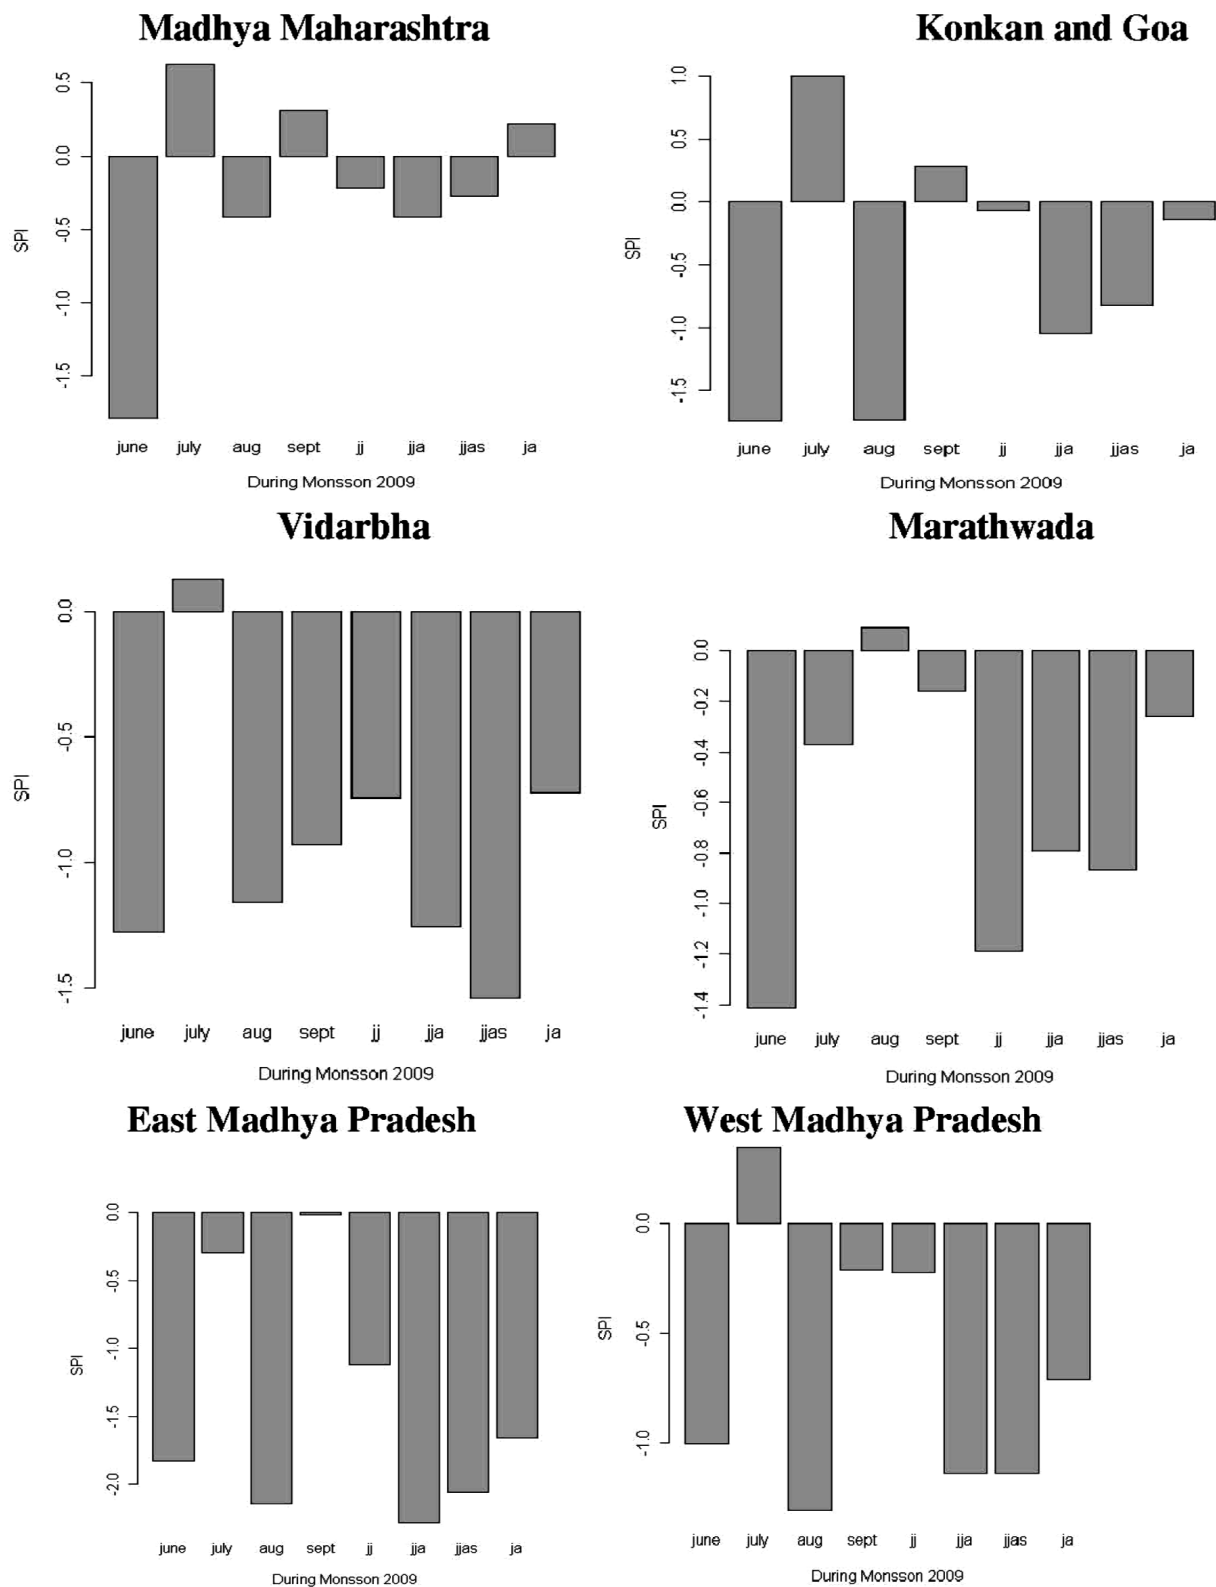 Madhya Maharashtra
Konkan and Goa
SPI
0.5
0.0
-0.5
-1.0
-1.5
june july aug sept jj jja jjas ja
During Monsson 2009
SPI
1.0
0.5
0.0
-0.5
-1.0
-1.5
june july aug sept jj jja jjas ja
During Monsson 2009
Vidarbha
Marathwada
SPI
0.0
-0.5
-1.0
-1.5
june july aug sept jj jja jjas ja
During Monsson 2009
SPI
0.0
-0.2
-0.4
-0.6
-0.8
-1.0
-1.2
-1.4
june july aug sept jj jja jjas ja
During Monsson 2009
East Madhya Pradesh
West Madhya Pradesh
SPI
0.0
-0.5
-1.0
-1.5
-2.0
june july aug sept jj jja jjas ja
During Monsson 2009
SPI
0.0
-0.5
-1.0
june july aug sept jj jja jjas ja
During Monsson 2009